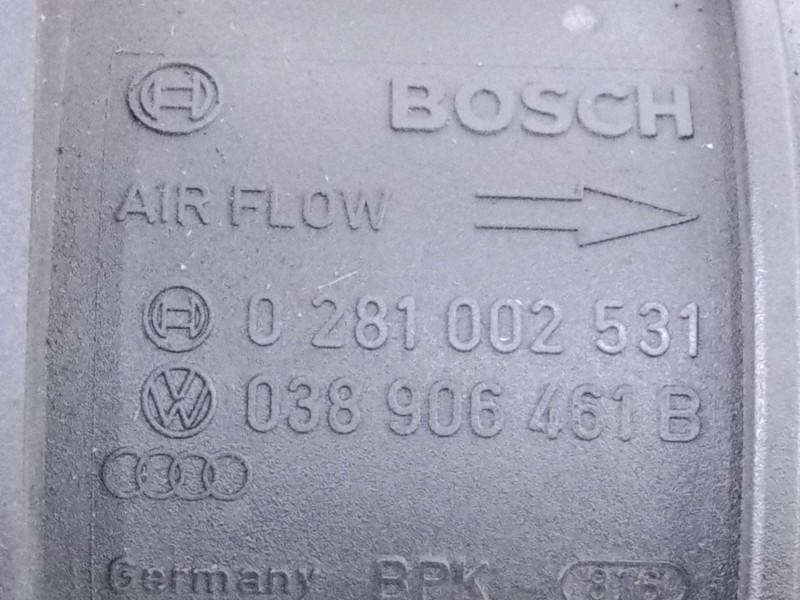 BOSCH
AIR FLOW
0 281 002 531
038 906 461 B
Germany BPK